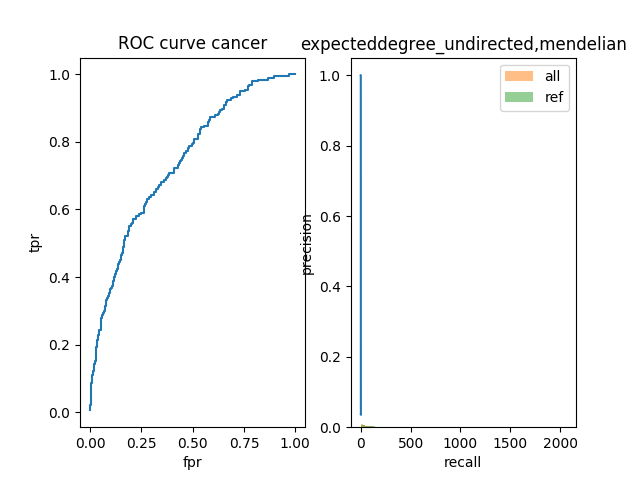 ROC curve cancer
1.0
0.8
0.6
0.4
0.2
0.0
tpr
0.00 0.25 0.50 0.75 1.00
fpr
expecteddegree_undirected,mendelian
all
ref
1.0
0.8
0.6
0.4
0.2
0.0
precision
0 500 1000 1500 2000
recall